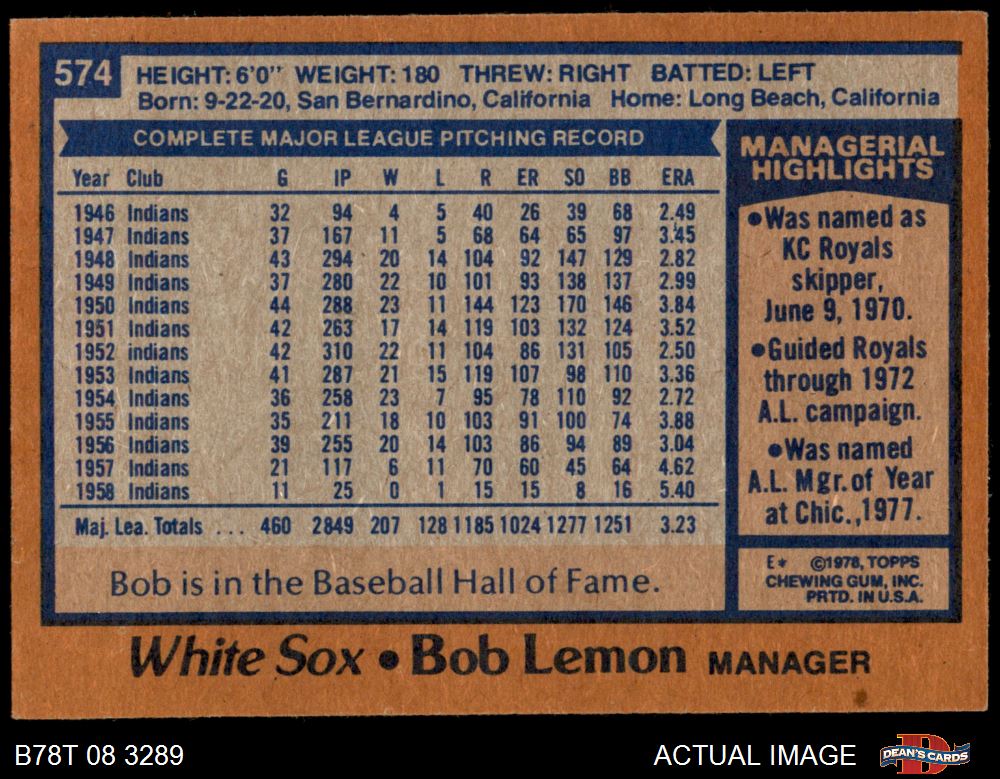 574
HEIGHT: 6'0" WEIGHT: 180 THREW: RIGHT BATTED: LEFT
Born: 9-22-20, San Bernardino, California Home: Long Beach, California
COMPLETE MAJOR LEAGUE PITCHING RECORD
Year Club G IP W L R ER SO BB ERA
1946 Indians 32 94 4 5 40 26 39 68 2.49
1947 Indians 37 167 11 5 68 64 65 97 3.45
1948 Indians 43 294 20 14 104 92 147 129 2.82
1949 Indians 37 280 22 10 101 93 138 137 2.99
1950 Indians 44 288 23 11 144 123 170 146 3.84
1951 Indians 42 263 17 14 119 103 132 124 3.52
1952 indians 42 310 22 11 104 86 131 105 2.50
1953 Indians 41 287 21 15 119 107 98 110 3.36
1954 Indians 36 258 23 7 95 78 110 92 2.72
1955 Indians 35 211 18 10 103 91 100 74 3.88
1956 Indians 39 255 20 14 103 86 94 89 3.04
1957 Indians 21 117 6 11 70 60 45 64 4.62
1958 Indians 11 25 0 1 15 15 8 16 5.40
Maj. Lea. Totals ... 460 2849 207 128 1185 1024 1277 1251 3.23
Bob is in the Baseball Hall of Fame.
MANAGERIAL
HIGHLIGHTS
•Was named as
KC Royals
skipper,
June 9, 1970.
•Guided Royals
through 1972
A.L. campaign.
•Was named
A.L. Mgr. of Year
at Chic., 1977.
E* ©1978, TOPPS
CHEWING GUM, INC.
PRTD. IN U.S.A.
White Sox • Bob Lemon MANAGER
B78T 08 3289
ACTUAL IMAGE
DEAN'S CARDS